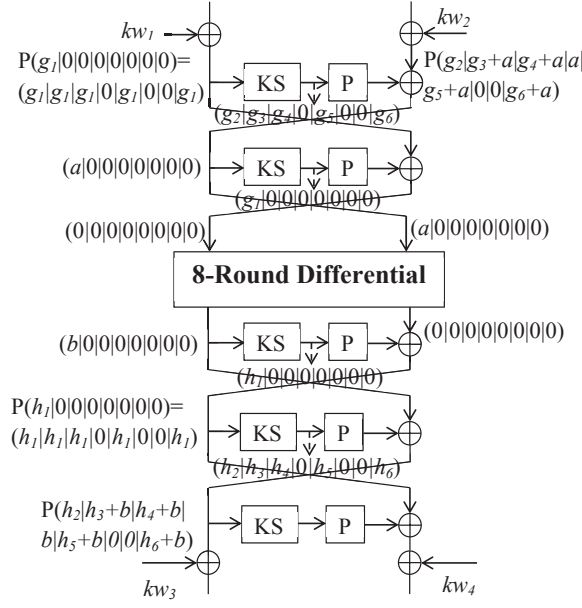 kw1 kw2
P(g1|0|0|0|0|0|0|0)= KS P P(g2|g3+a|g4+a|a|
(g1|g1|g1|0|g1|0|0|g1) g5+a|0|0|g6+a)
(g2|g3|g4|0|g5|0|0|g6)
(a|0|0|0|0|0|0|0) KS P
(g1|0|0|0|0|0|0|0)
(0|0|0|0|0|0|0|0) (a|0|0|0|0|0|0|0)
8-Round Differential
(b|0|0|0|0|0|0|0) KS P (0|0|0|0|0|0|0|0)
(h1|0|0|0|0|0|0|0)
P(h1|0|0|0|0|0|0|0)=
(h1|h1|h1|0|h1|0|0|h1) KS P
(h2|h3|h4|0|h5|0|0|h6)
P(h2|h3+b|h4+b|
b|h5+b|0|0|h6+b) KS P
kw3 kw4